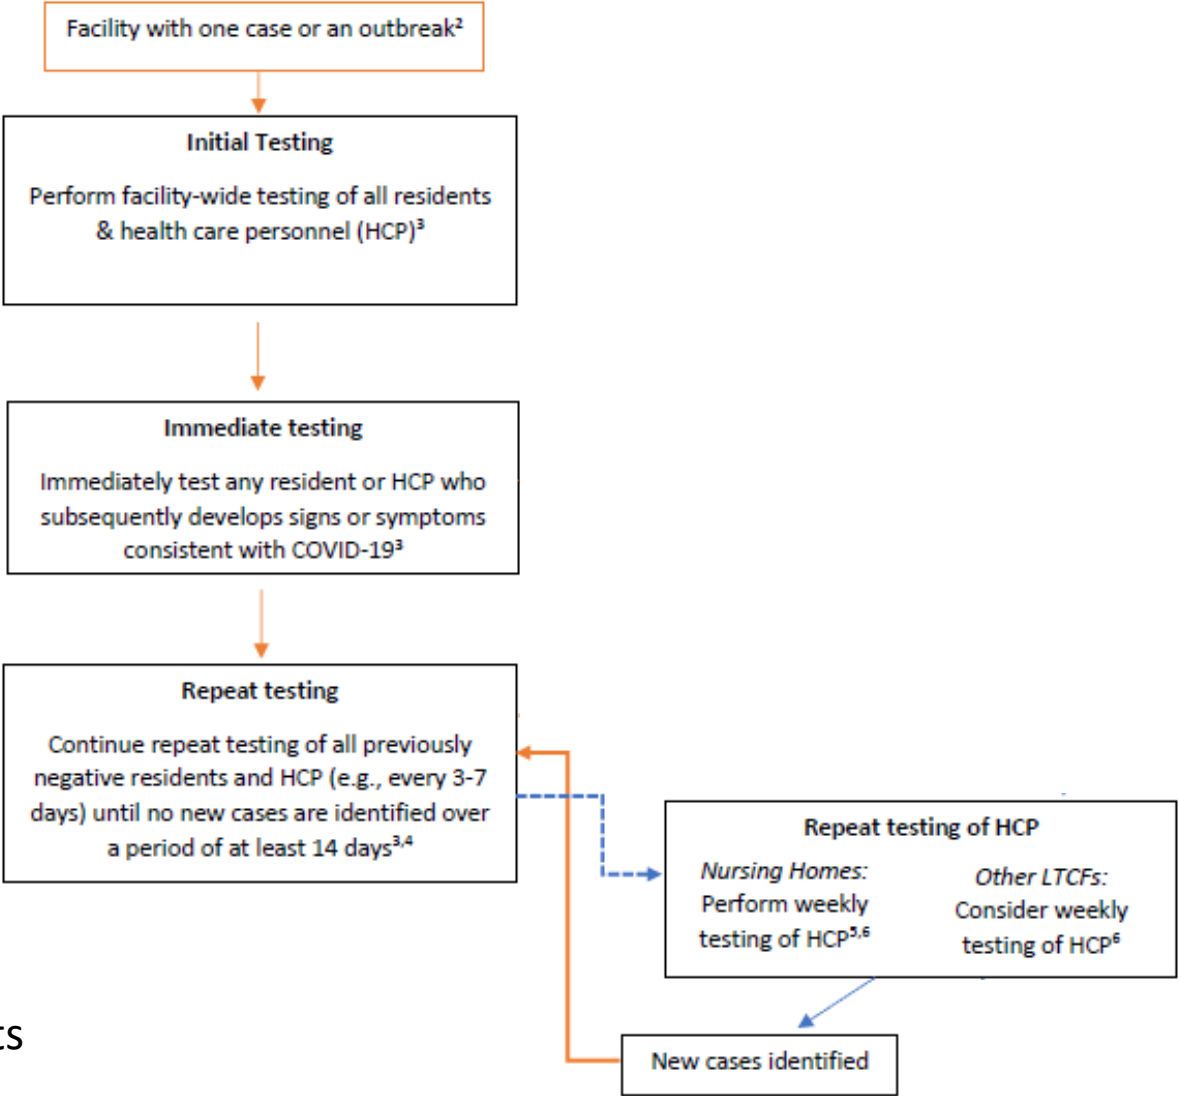 Facility with one case or an outbreak²
Initial Testing
Perform facility-wide testing of all residents
& health care personnel (HCP)³
Immediate testing
Immediately test any resident or HCP who
subsequently develops signs or symptoms
consistent with COVID-19³
Repeat testing
Continue repeat testing of all previously
negative residents and HCP (e.g., every 3-7
days) until no new cases are identified over
a period of at least 14 days³,⁴
Repeat testing of HCP
Nursing Homes:
Perform weekly
testing of HCP⁵,⁶
Other LTCFs:
Consider weekly
testing of HCP⁶
ts
New cases identified